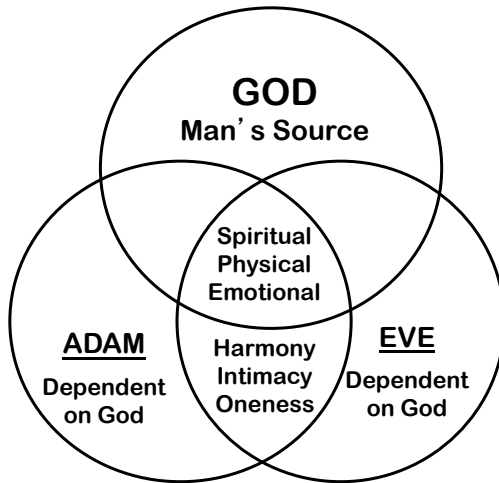 GOD
Man's Source
Spiritual
Physical
Emotional
ADAM
Dependent
on God
Harmony
Intimacy
Oneness
EVE
Dependent
on God